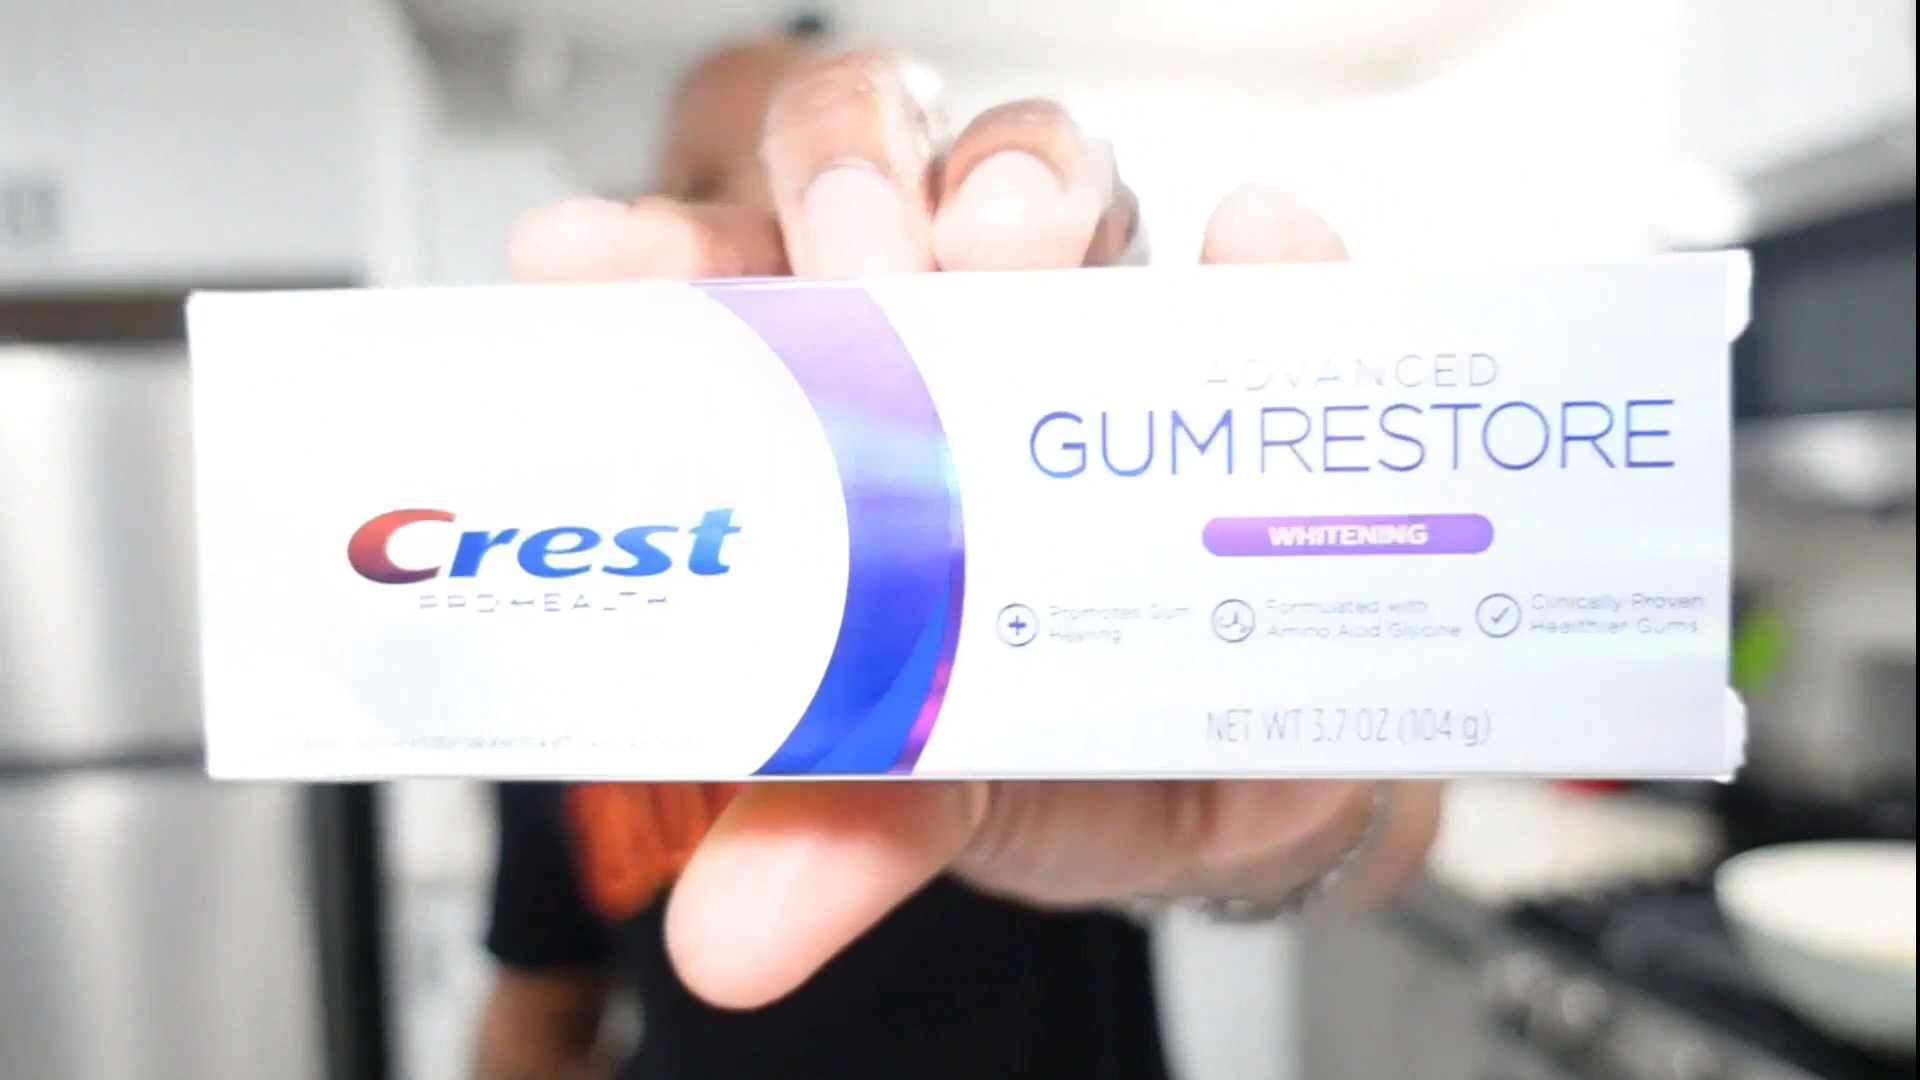 Crest
PRO-HEALTH
ADVANCED
GUM RESTORE
WHITENING
Promotes Gum
Healing
Formulated with
Amino Acid Glycine
Clinically Proven
Healthier Gums
NET WT 3.7 OZ (104 g)